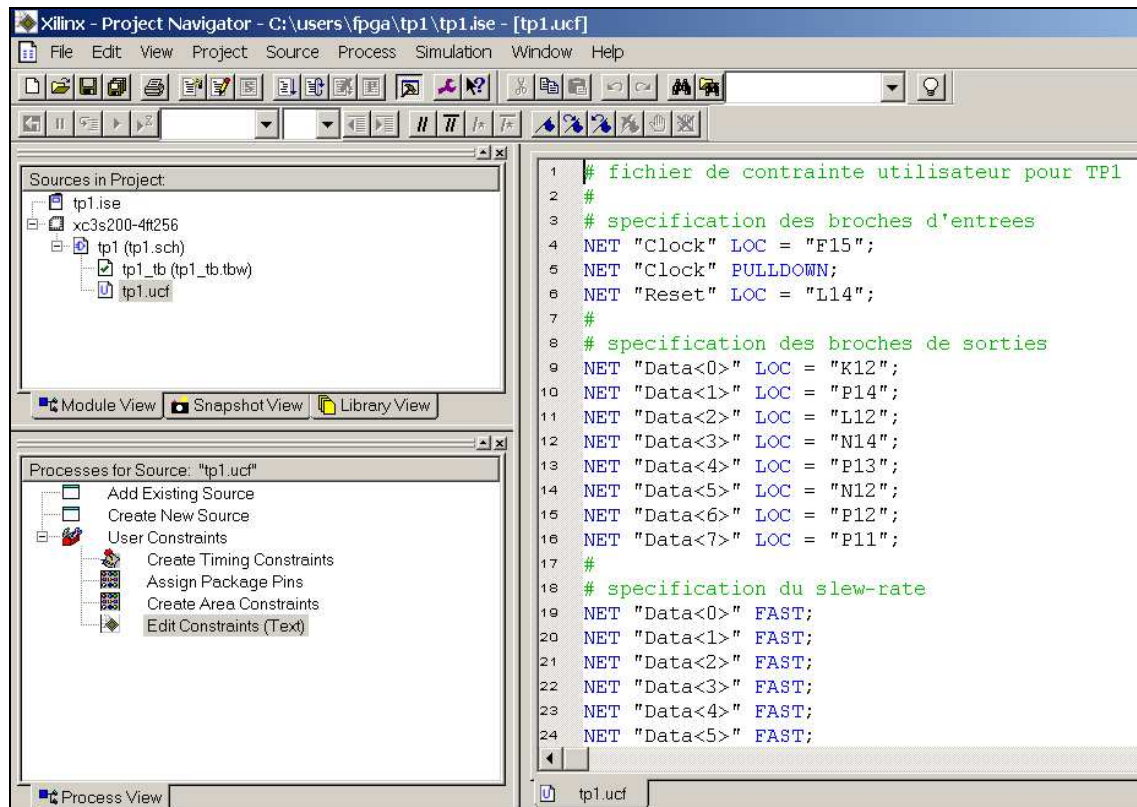 Xilinx - Project Navigator - C:\users\fpga\tp1\tp1.ise - [tp1.ucf]
File Edit View Project Source Process Simulation Window Help
Sources in Project:
tp1.ise
xc3s200-4ft256
tp1 (tp1.sch)
tp1_tb (tp1_tb.tbw)
tp1.ucf
Module View Snapshot View Library View
Processes for Source: "tp1.ucf"
Add Existing Source
Create New Source
User Constraints
Create Timing Constraints
Assign Package Pins
Create Area Constraints
Edit Constraints (Text)
Process View
1 # fichier de contrainte utilisateur pour TP1
2 #
3 # specification des broches d'entrees
4 NET "Clock" LOC = "F15";
5 NET "Clock" PULLDOWN;
6 NET "Reset" LOC = "L14";
7 #
8 # specification des broches de sorties
9 NET "Data<0>" LOC = "K12";
10 NET "Data<1>" LOC = "P14";
11 NET "Data<2>" LOC = "L12";
12 NET "Data<3>" LOC = "N14";
13 NET "Data<4>" LOC = "P13";
14 NET "Data<5>" LOC = "N12";
15 NET "Data<6>" LOC = "P12";
16 NET "Data<7>" LOC = "P11";
17 #
18 # specification du slew-rate
19 NET "Data<0>" FAST;
20 NET "Data<1>" FAST;
21 NET "Data<2>" FAST;
22 NET "Data<3>" FAST;
23 NET "Data<4>" FAST;
24 NET "Data<5>" FAST;
tp1.ucf